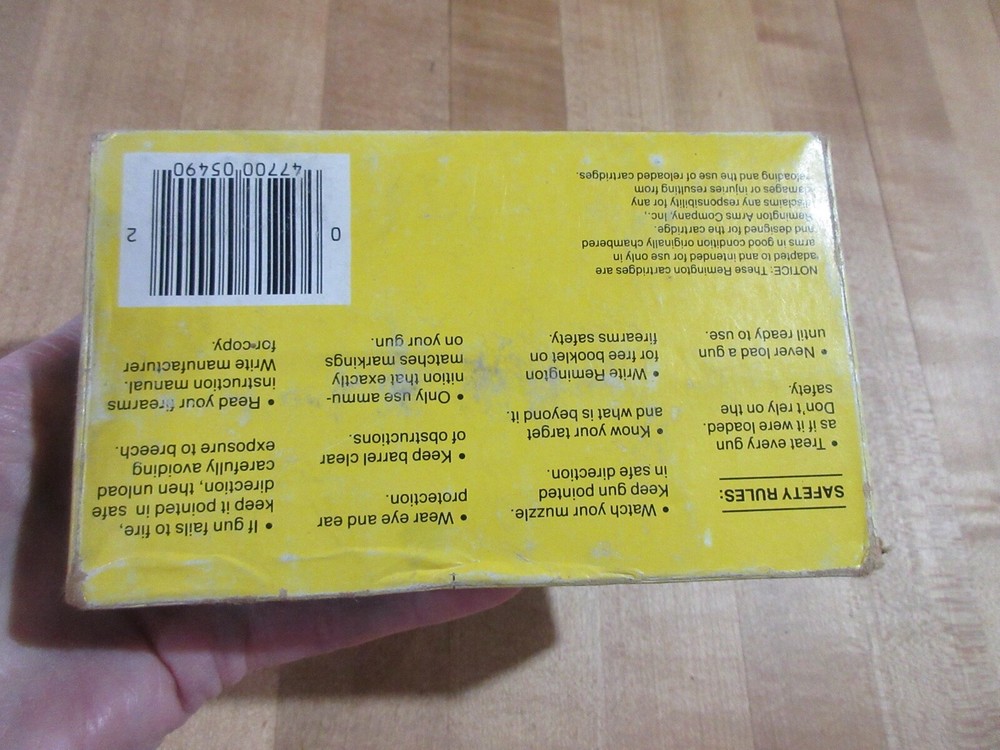 SAFETY RULES:
• Treat every gun
as if it were loaded.
Don't rely on the
safety.
• Never load a gun
until ready to use.
• Watch your muzzle.
Keep gun pointed
in safe direction.
• Know your target
and what is beyond it.
• Write Remington
for free booklet on
firearms safety.
• Wear eye and ear
protection.
• Keep barrel clear
of obstructions.
• Only use ammu-
nition that exactly
matches markings
on your gun.
• If gun fails to fire,
keep it pointed in safe
direction, then unload
carefully avoiding
exposure to breech.
• Read your firearms
instruction manual.
Write manufacturer
for copy.
NOTICE: These Remington cartridges are
adapted to and intended for use only in
arms in good condition originally chambered
and designed for the cartridge.
Remington Arms Company, Inc.,
disclaims any responsibility for any
damages or injuries resulting from
reloading and the use of reloaded cartridges.
0 47700 05490 2